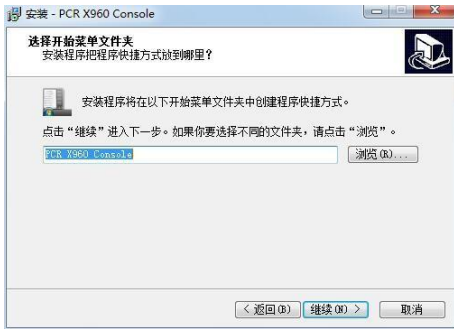 安装 - PCR X960 Console
选择开始菜单文件夹
安装程序把程序快捷方式放到哪里?
安装程序将在以下开始菜单文件夹中创建程序快捷方式。
点击“继续”进入下一步。如果你要选择不同的文件夹，请点击“浏览”。
PCR X960 Console
浏览(R)...
< 返回(B)
继续(N) >
取消